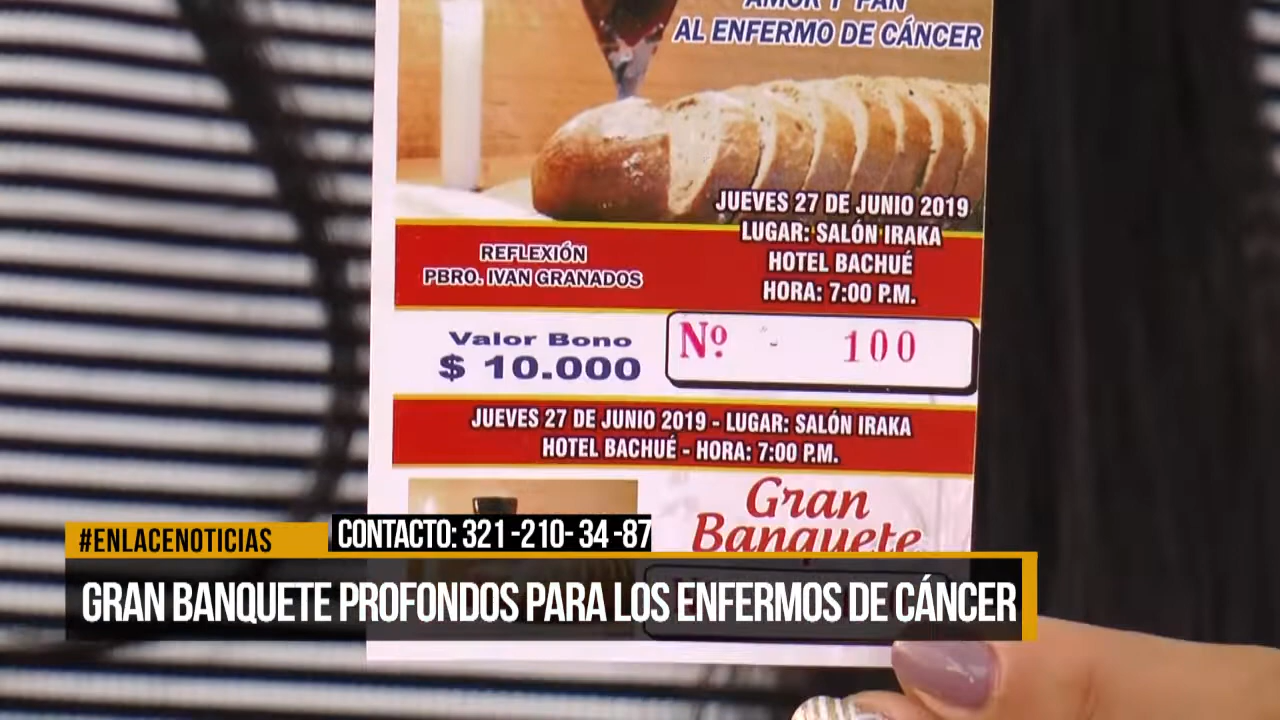 AMOR Y PAN
AL ENFERMO DE CÁNCER
JUEVES 27 DE JUNIO 2019
LUGAR: SALÓN IRAKA
HOTEL BACHUÉ
HORA: 7:00 P.M.
REFLEXIÓN
PBRO. IVAN GRANADOS
Valor Bono
$ 10.000
Nº - 100
JUEVES 27 DE JUNIO 2019 - LUGAR: SALÓN IRAKA
HOTEL BACHUÉ - HORA: 7:00 P.M.
Gran
Banquete
#ENLACENOTICIAS
CONTACTO: 321 -210- 34 -87
GRAN BANQUETE PROFONDOS PARA LOS ENFERMOS DE CÁNCER